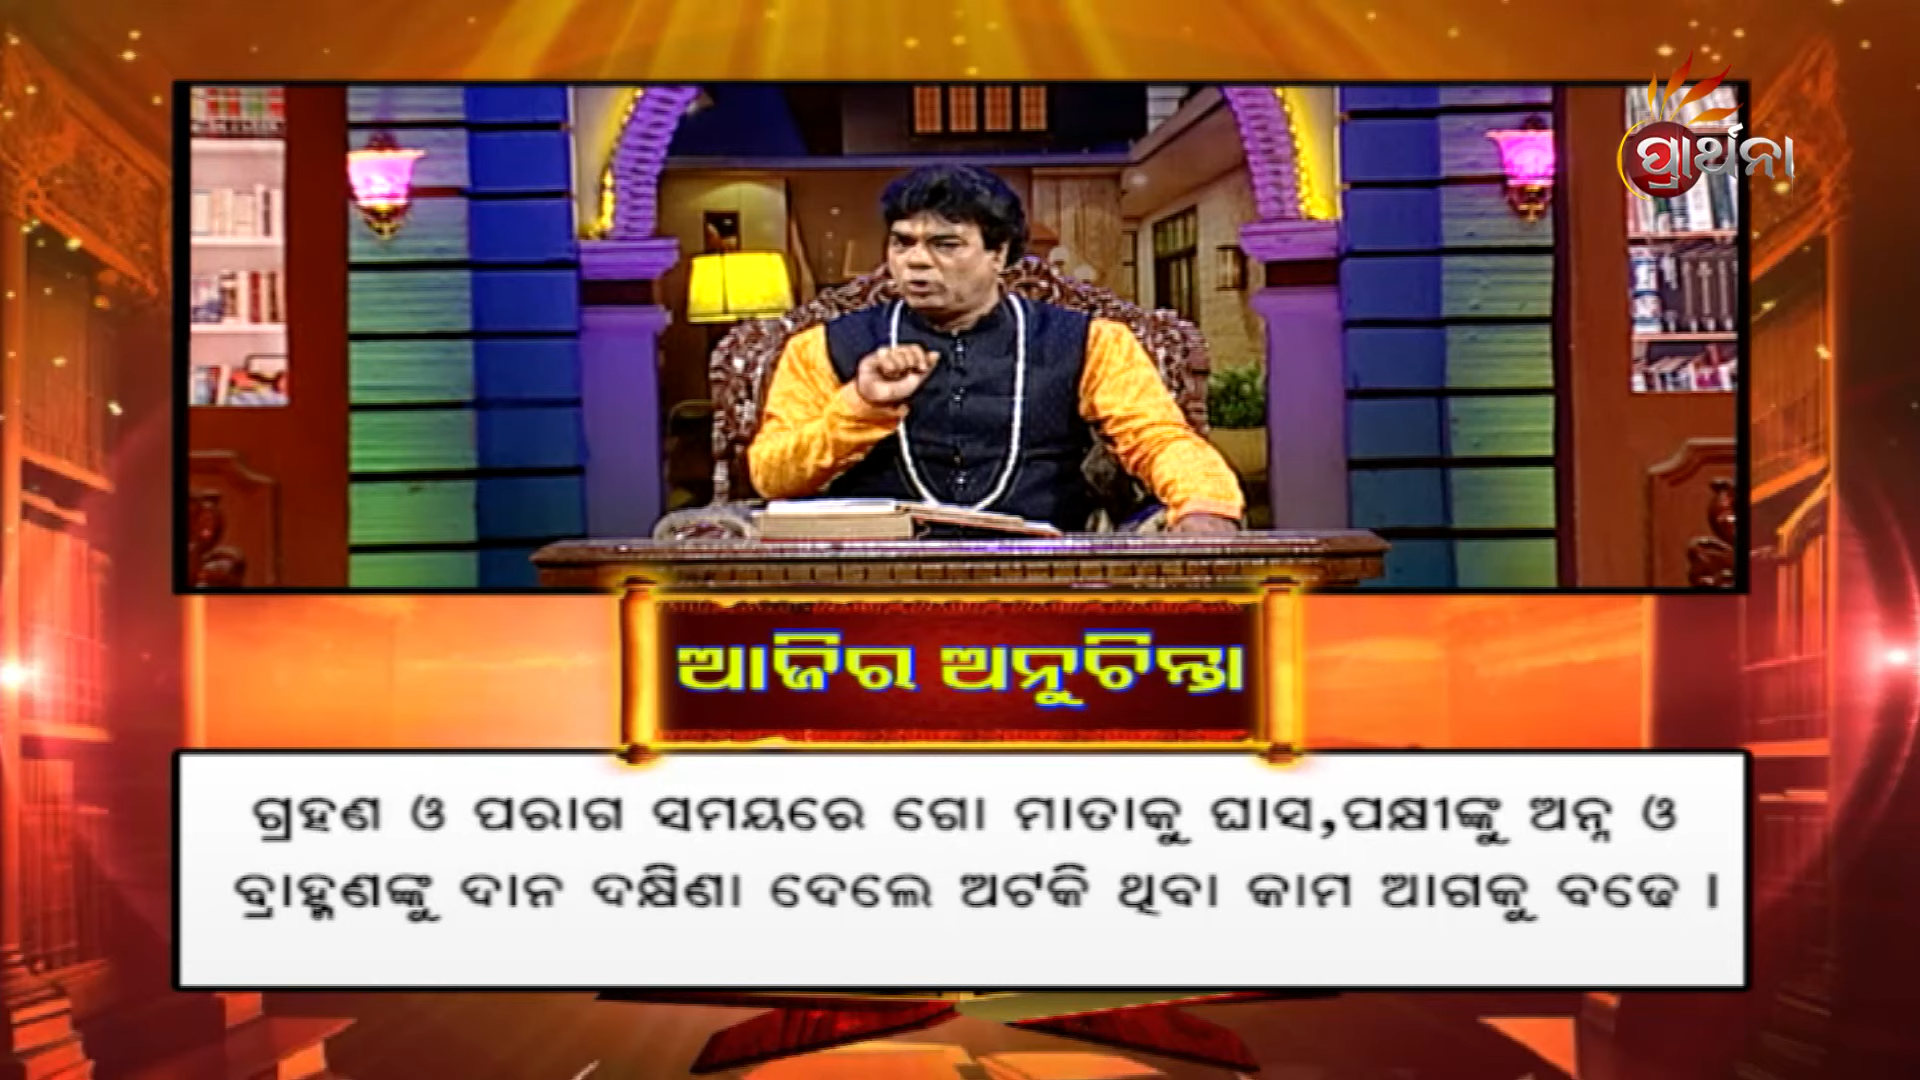 ପ୍ରାର୍ଥନା
ଆଜିର ଅନୁଚିନ୍ତା
ଗ୍ରହଣ ଓ ପରାଗ ସମୟରେ ଗୋ ମାତାକୁ ଘାସ,ପକ୍ଷୀଙ୍କୁ ଅନ୍ନ ଓ
ବ୍ରାହ୍ମଣଙ୍କୁ ଦାନ ଦକ୍ଷିଣା ଦେଲେ ଅଟକି ଥିବା କାମ ଆଗକୁ ବଢେ ।